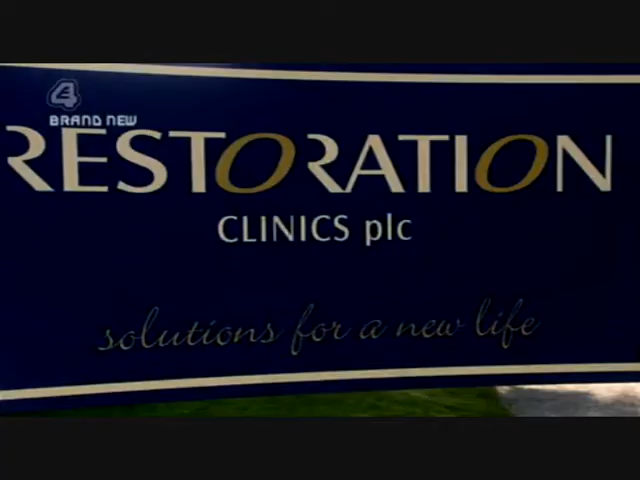 4
BRAND NEW
RESTORATION
CLINICS plc
solutions for a new life